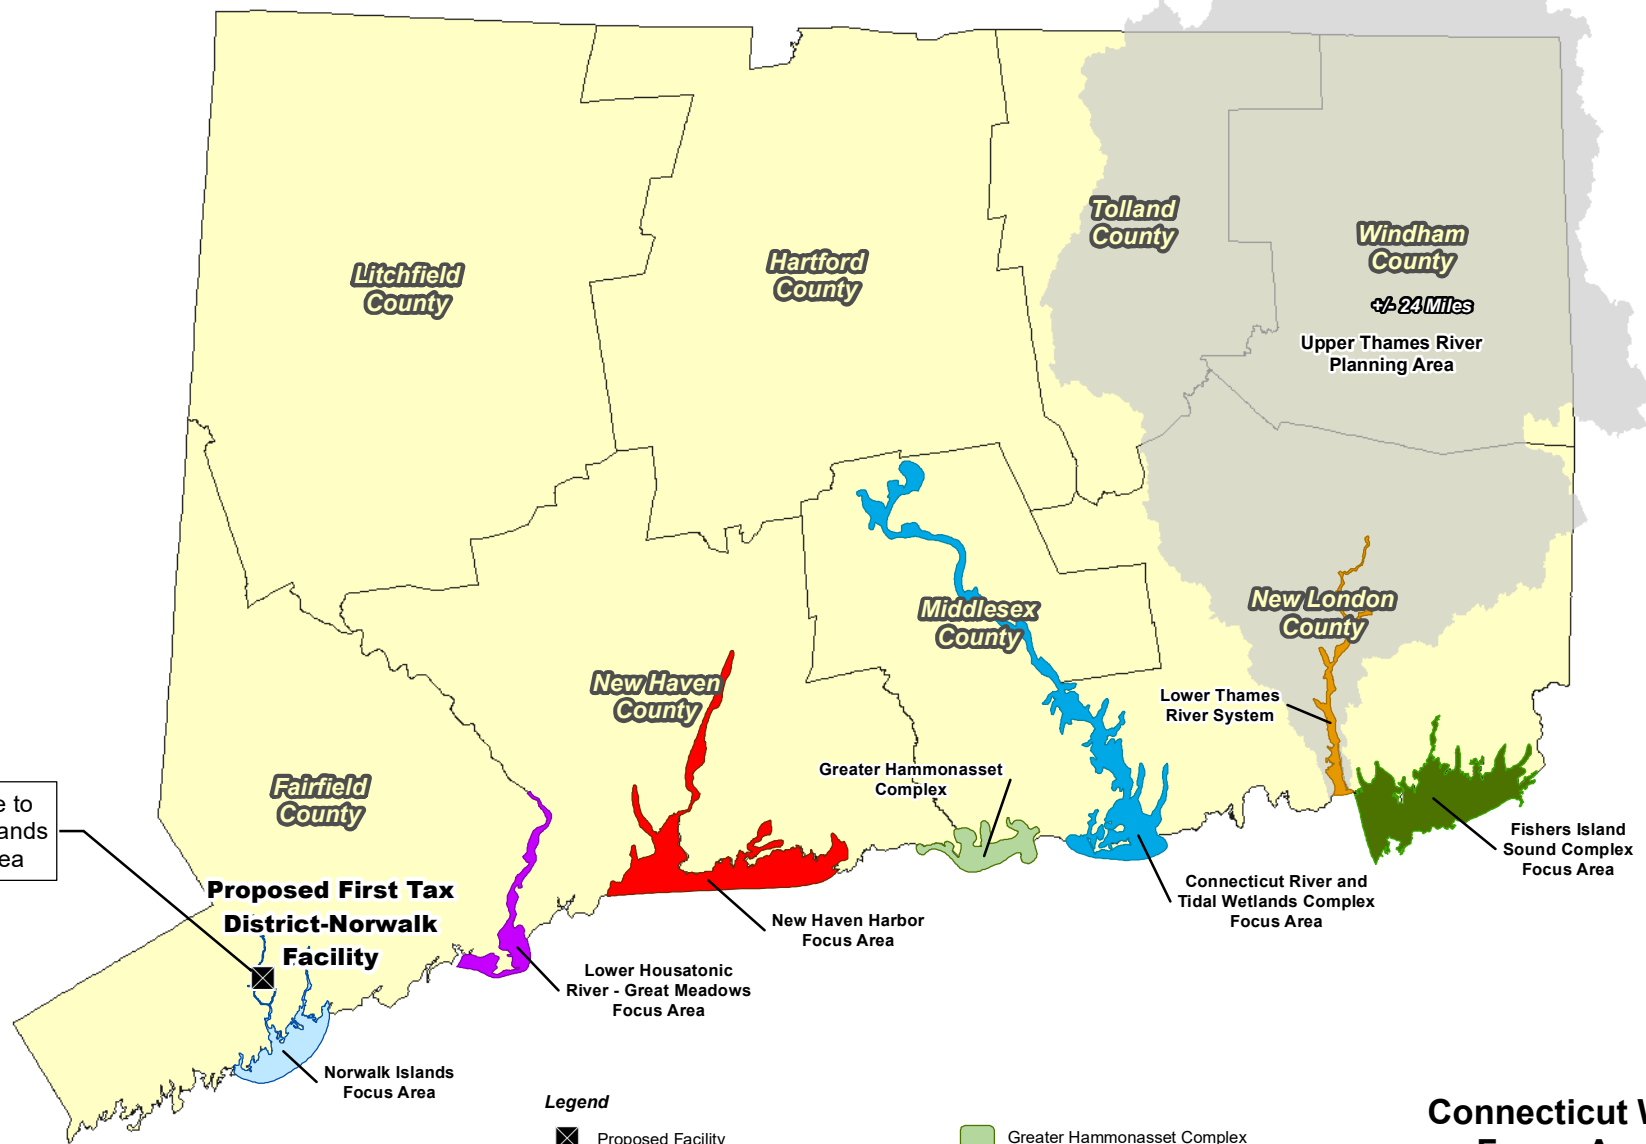 Litchfield
County
Hartford
County
Tolland
County
Windham
County
+/- 24 Miles
Upper Thames River
Planning Area
Middlesex
County
New London
County
New Haven
County
Lower Thames
River System
Fairfield
County
Greater Hammonasset
Complex
e to
ands
ea
Proposed First Tax
District-Norwalk
Facility
Fishers Island
Sound Complex
Focus Area
Connecticut River and
Tidal Wetlands Complex
Focus Area
New Haven Harbor
Focus Area
Lower Housatonic
River - Great Meadows
Focus Area
Norwalk Islands
Focus Area
Legend
Proposed Facility
Greater Hammonasset Complex
Connecticut